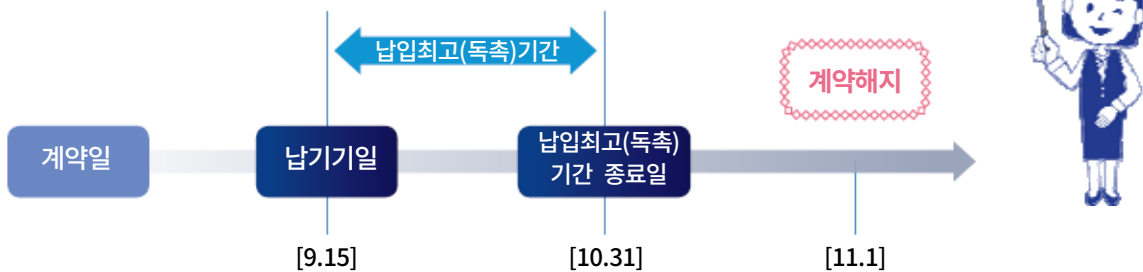 납입최고(독촉)기간
계약해지
계약일
납기기일
납입최고(독촉)
기간 종료일
[9.15]
[10.31]
[11.1]